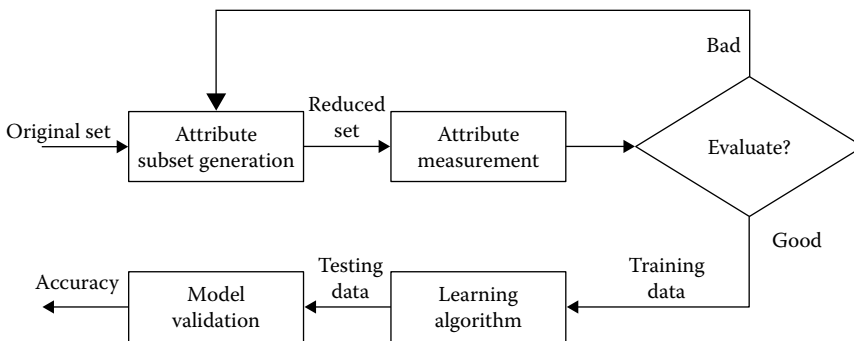 Bad
Original set
Attribute
subset generation
Reduced
set
Attribute
measurement
Evaluate?
Good
Training
data
Learning
algorithm
Testing
data
Model
validation
Accuracy